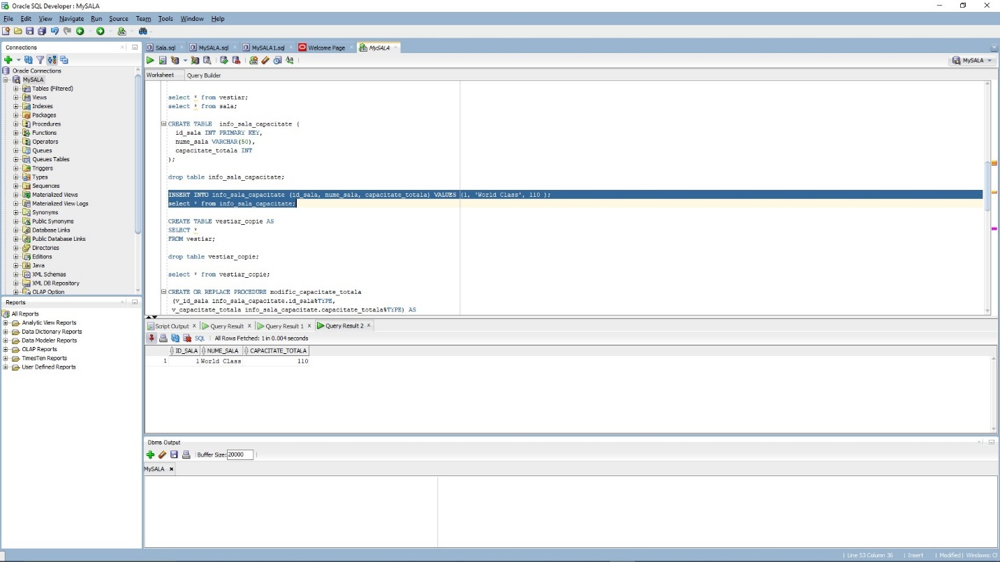 Oracle SQL Developer : MySALA
File Edit View Navigate Run Source Team Tools Window Help
Connections
Sala.sql
MySALA.sql
MySALA1.sql
Welcome Page
MySALA
MySALA
Worksheet Query Builder
Oracle Connections
MySALA
Tables (Filtered)
Views
Indexes
Packages
Procedures
Functions
Operators
Queues
Queues Tables
Triggers
Types
Sequences
Materialized Views
Materialized View Logs
Synonyms
Public Synonyms
Database Links
Public Database Links
Directories
Editions
Java
XML Schemas
XML DB Repository
OLAP Option
select * from vestiar;
select * from sala;
CREATE TABLE info_sala_capacitate (
id_sala INT PRIMARY KEY,
nume_sala VARCHAR(50),
capacitate_totala INT
);
drop table info_sala_capacitate;
INSERT INTO info_sala_capacitate (id_sala, nume_sala, capacitate_totala) VALUES (1, 'World Class', 110 );
select * from info_sala_capacitate;
CREATE TABLE vestiar_copie AS
SELECT *
FROM vestiar;
drop table vestiar_copie;
select * from vestiar_copie;
CREATE OR REPLACE PROCEDURE modific_capacitate_totala
(v_id_sala info_sala_capacitate.id_sala%TYPE,
v_capacitate_totala info_sala_capacitate.capacitate_totala%TYPE) AS
Reports
All Reports
Analytic View Reports
Data Dictionary Reports
Data Modeler Reports
OLAP Reports
TimesTen Reports
User Defined Reports
Script Output Query Result Query Result 1 Query Result 2
SQL All Rows Fetched: 1 in 0.004 seconds
ID_SALA NUME_SALA CAPACITATE_TOTALA
1 1 World Class 110
Dbms Output
Buffer Size: 20000
MySALA
Line 53 Column 36 Insert Modified Windows: Cl